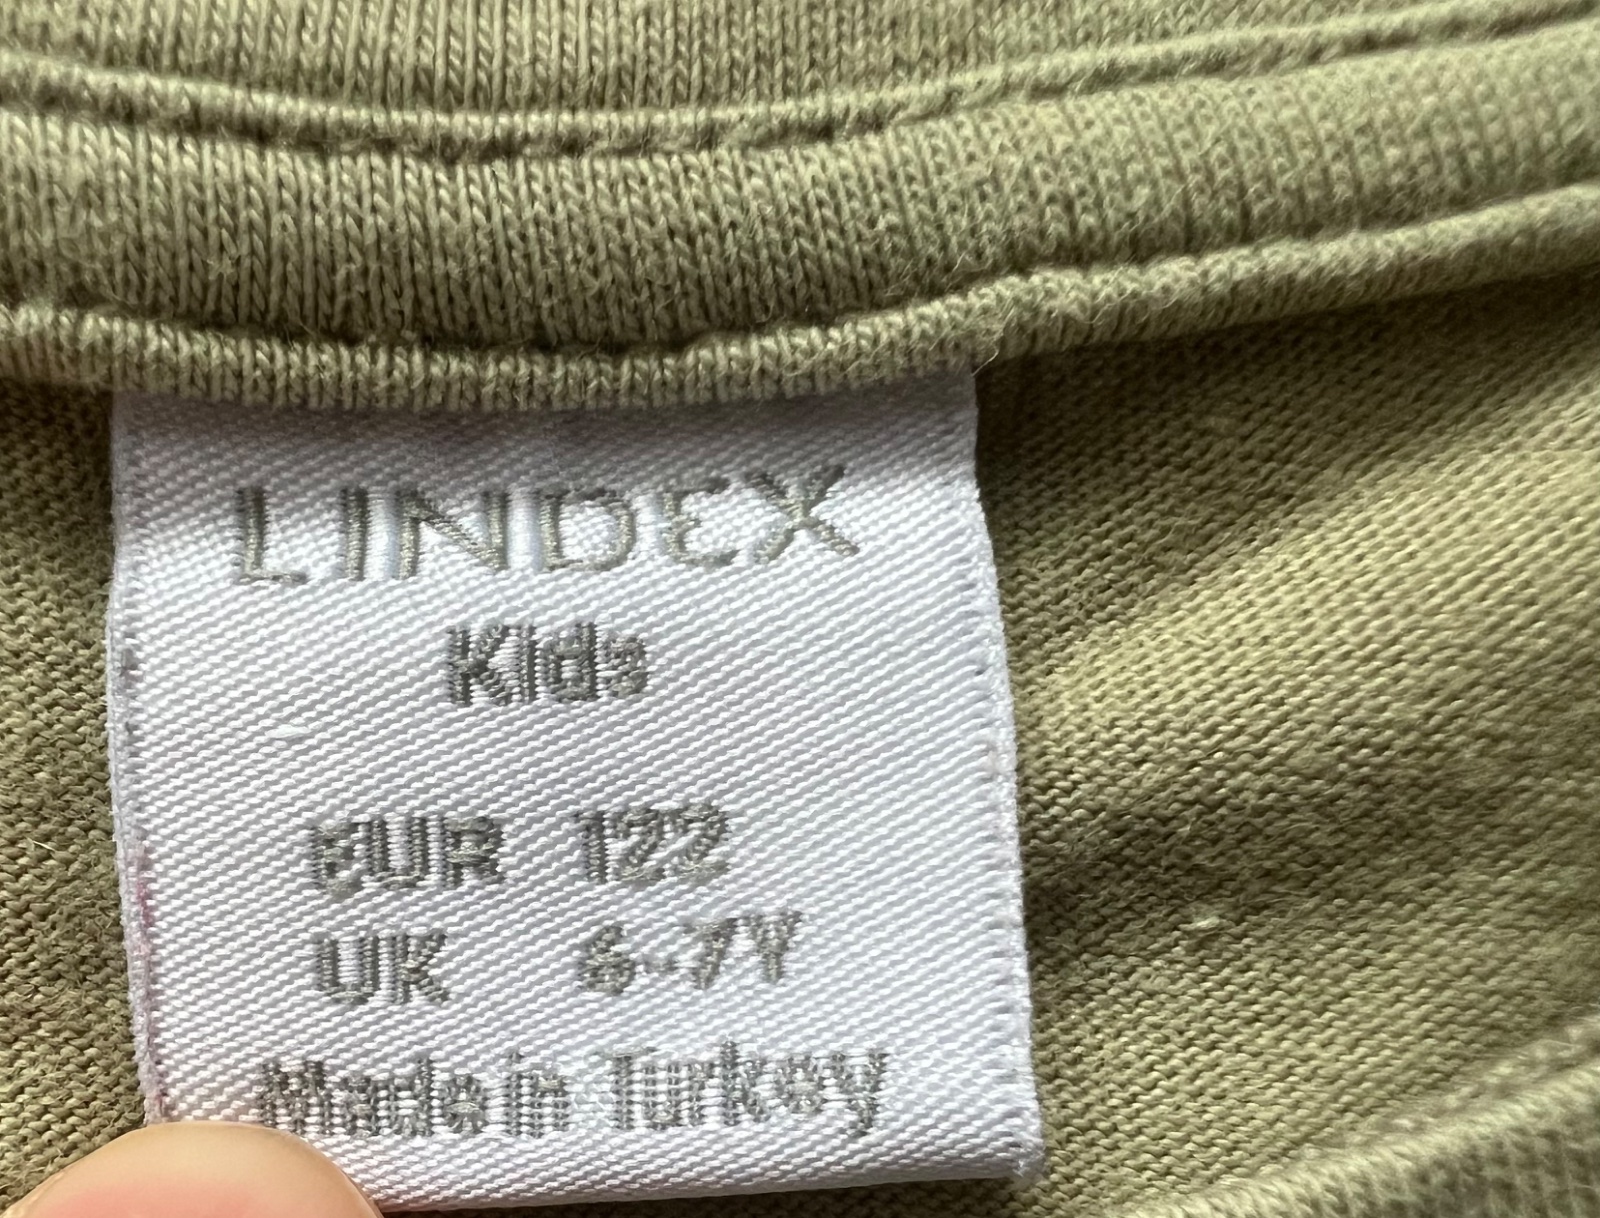 LINDEX
Kids
EUR 122
UK 6-7Y
Made in Turkey